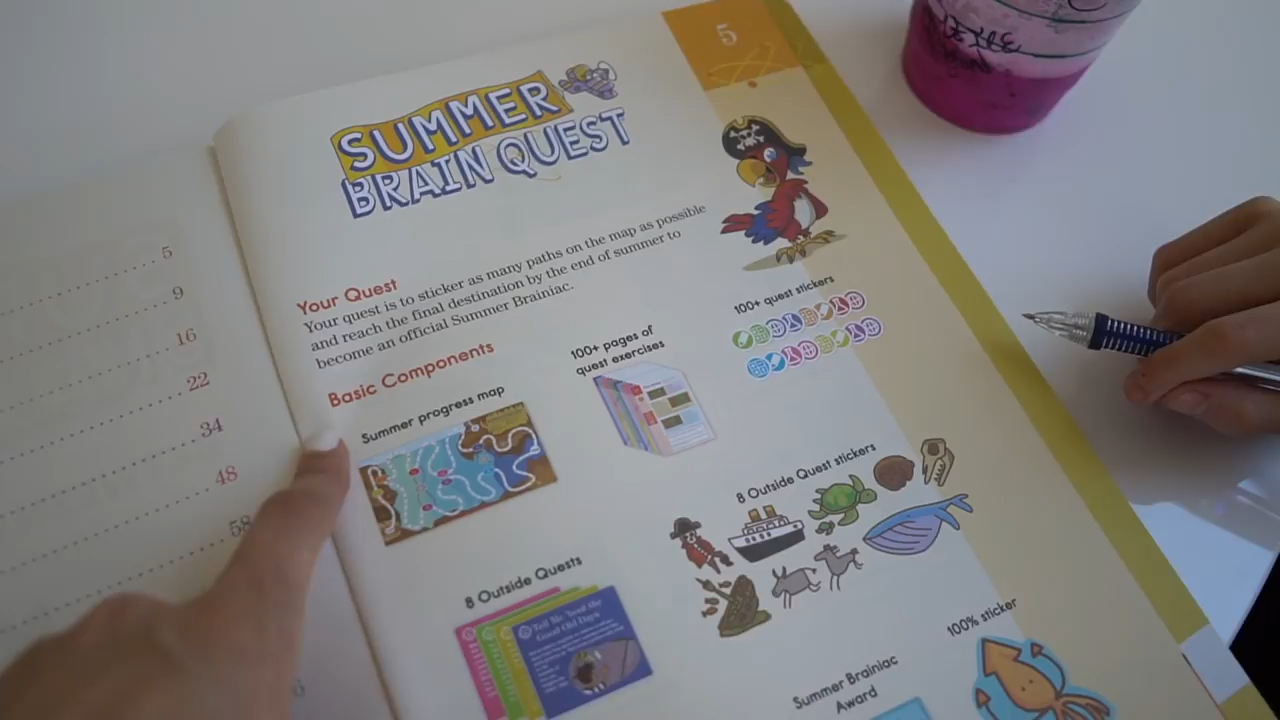 5
9
16
22
34
48
58
6
5
SUMMER
BRAIN QUEST
Your Quest
Your quest is to sticker as many paths on the map as possible
and reach the final destination by the end of summer to
become an official Summer Brainiac.
Basic Components
Summer progress map
100+ pages of
quest exercises
100+ quest stickers
8 Outside Quests
Tell Me 'bout the
Good Old Days
8 Outside Quest stickers
Summer Brainiac
Award
100% sticker